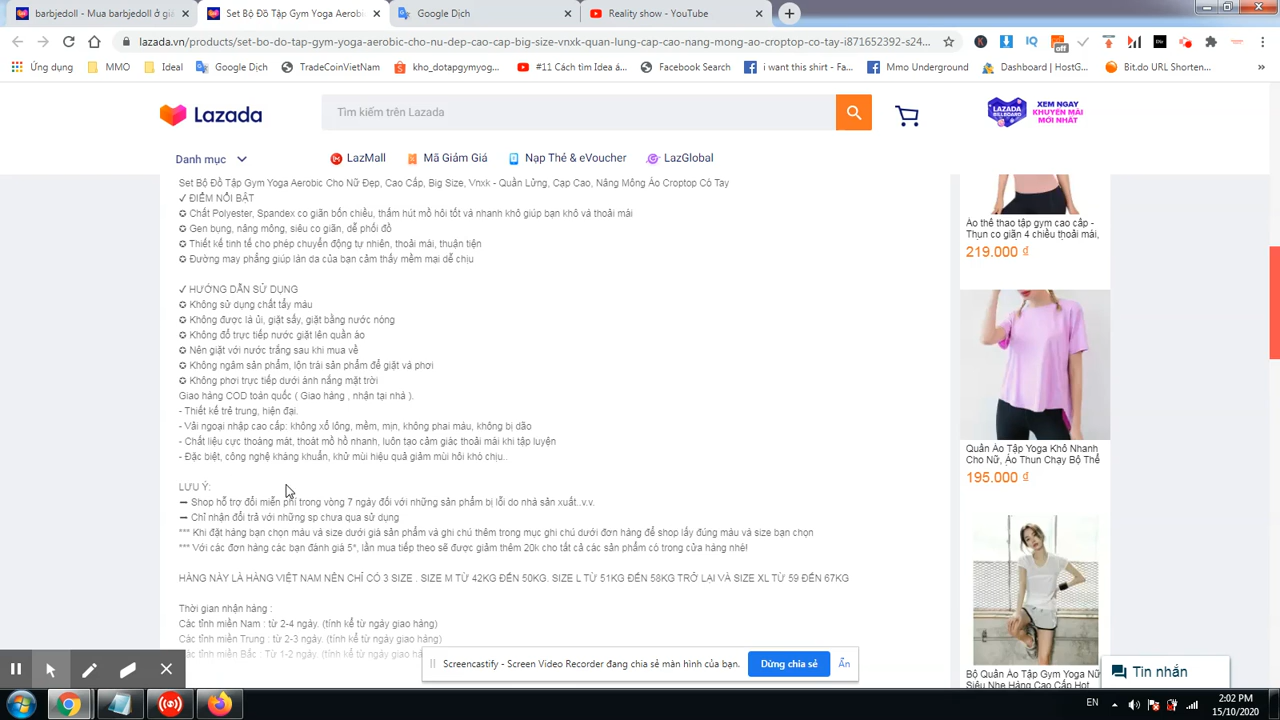 barbjedoll - Mua barbjedoll ở giá
Set Bộ Đồ Tập Gym Yoga Aerobic
Google Dịch
Reality show - YouTube
lazada.vn/products/set-bo-do-tap-gym-yoga-aerobic-cho-nu-dep-cao-cap-big-size-vnxk-quan-lung-cap-cao-nang-mong-ao-croptop-co-tay-i871652392-s24...
off
Ứng dụng
MMO
Ideal
Google Dịch
TradeCoinVietNam
kho_dotapgymyog...
#11 Cách tìm Idea &...
Facebook Search
i want this shirt - Fa...
Mmo Underground
Dashboard | HostG...
Bit.do URL Shorten...
Lazada
Tìm kiếm trên Lazada
LAZADA BILLBOARD
XEM NGAY
KHUYẾN MÃI
MỚI NHẤT
Danh mục
LazMall
Mã Giảm Giá
Nạp Thẻ & eVoucher
LazGlobal
Set Bộ Đồ Tập Gym Yoga Aerobic Cho Nữ Đẹp, Cao Cấp, Big Size, Vnxk - Quần Lửng, Cạp Cao, Nâng Mông Áo Croptop Có Tay
✓ ĐIỂM NỔI BẬT
✪ Chất Polyester, Spandex co giãn bốn chiều, thấm hút mồ hôi tốt và nhanh khô giúp bạn khô và thoải mái
✪ Gen bụng, nâng mông, siêu co giãn, dễ phối đồ
✪ Thiết kế tinh tế cho phép chuyển động tự nhiên, thoải mái, thuận tiện
✪ Đường may phẳng giúp làn da của bạn cảm thấy mềm mại dễ chịu
✓ HƯỚNG DẪN SỬ DỤNG
✪ Không sử dụng chất tẩy màu
✪ Không được là ủi, giặt sấy, giặt bằng nước nóng
✪ Không đổ trực tiếp nước giặt lên quần áo
✪ Nên giặt với nước trắng sau khi mua về
✪ Không ngâm sản phẩm, lộn trái sản phẩm để giặt và phơi
✪ Không phơi trực tiếp dưới ánh nắng mặt trời
Giao hàng COD toàn quốc ( Giao hàng , nhận tại nhà ).
- Thiết kế trẻ trung, hiện đại.
- Vải ngoại nhập cao cấp: không xổ lông, mềm, mịn, không phai màu, không bị dão
- Chất liệu cực thoáng mát, thoát mồ hồ nhanh, luôn tạo cảm giác thoải mái khi tập luyện
- Đặc biệt, công nghệ kháng khuẩn, khử mùi hiệu quả giảm mùi hôi khó chịu..
LƯU Ý:
➖ Shop hỗ trợ đổi miễn phí trong vòng 7 ngày đối với những sản phẩm bị lỗi do nhà sản xuất..v.v.
➖ Chỉ nhận đổi trả với những sp chưa qua sử dụng
*** Khi đặt hàng bạn chọn màu và size dưới giá sản phẩm và ghi chú thêm trong mục ghi chú dưới đơn hàng để shop lấy đúng màu và size bạn chọn
*** Với các đơn hàng các bạn đánh giá 5*, lần mua tiếp theo sẽ được giảm thêm 20k cho tất cả các sản phẩm có trong cửa hàng nhé!
HÀNG NÀY LÀ HÀNG VIỆT NAM NÊN CHỈ CÓ 3 SIZE . SIZE M TỪ 42KG ĐẾN 50KG. SIZE L TỪ 51KG ĐẾN 58KG TRỞ LẠI VÀ SIZE XL TỪ 59 ĐẾN 67KG
Thời gian nhận hàng :
Các tỉnh miền Nam : từ 2-4 ngày. (tính kể từ ngày giao hàng)
Các tỉnh miền Trung : từ 2-3 ngày. (tính kể từ ngày giao hàng)
Các tỉnh miền Bắc : Từ 1-2 ngày. (tính kể từ ngày giao
Áo thể thao tập gym cao cấp -
Thun co giãn 4 chiều thoải mái,
219.000 ₫
Quần Áo Tập Yoga Khô Nhanh
Cho Nữ, Áo Thun Chạy Bộ Thể
195.000 ₫
Bộ Quần Áo Tập Gym Yoga Nữ
Siêu Nhẹ Hàng Cao Cấp Hot
Screencastify - Screen Video Recorder đang chia sẻ màn hình của bạn.
Dừng chia sẻ
Ẩn
Tin nhắn
EN
2:02 PM
15/10/2020